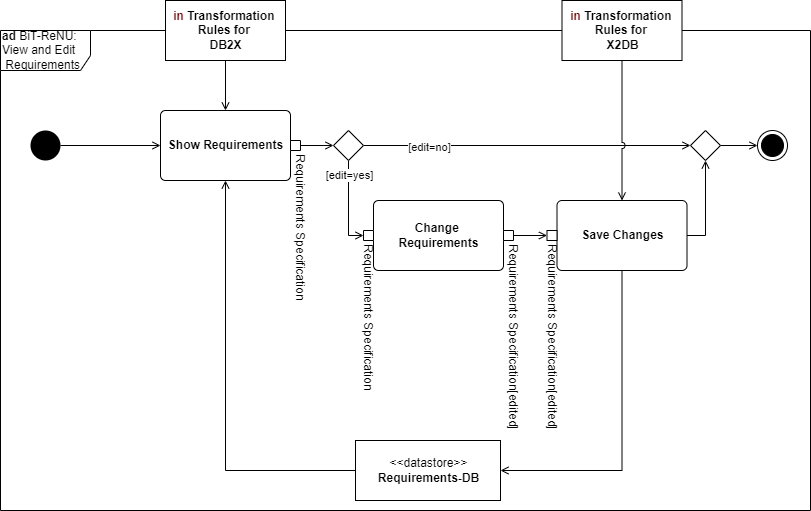 in Transformation
Rules for
DB2X
in Transformation
Rules for
X2DB
ad BiT-ReNU:
View and Edit
Requirements
Show Requirements
[edit=no]
[edit=yes]
Requirements Specification
Change
Requirements
Save Changes
Requirements Specification
Requirements Specification[edited]
Requirements Specification[edited]
<<datastore>>
Requirements-DB